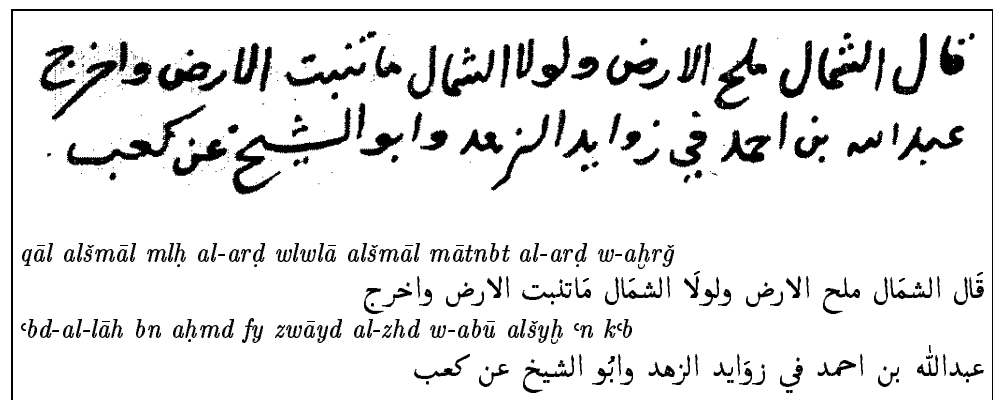 قال الشمال ملح الارض ولولا الشمال ماتنبت الارض واخرج
عبدالله بن احمد في زوايد الزهد وابو الشيخ عن كعب
qāl alšmāl mlḥ al-arḍ wlwlā alšmāl mātnbt al-arḍ w-aḫrǧ
قَال الشمَال ملح الارض ولولَا الشمَال مَاتنبت الارض واخرج
ʿbd-al-lāh bn aḥmd fy zwāyd al-zhd w-abū alšyḫ ʿn kʿb
عبدالله بن احمد في زوَايد الزهد وابُو الشيخ عن كعب